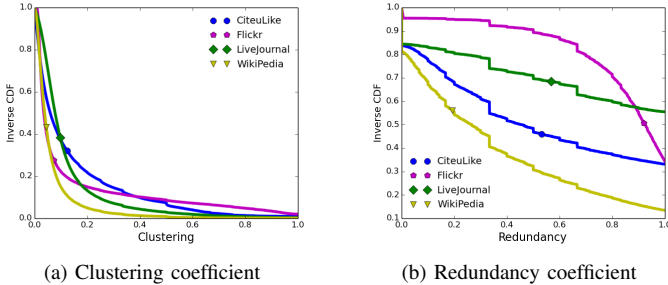 1.0
0.8
0.6
0.4
0.2
0.0
Inverse CDF
CiteuLike
Flickr
LiveJournal
WikiPedia
0.0 0.2 0.4 0.6 0.8 1.0
Clustering
(a) Clustering coefficient
1.0
0.9
0.8
0.7
0.6
0.5
0.4
0.3
0.2
0.1
Inverse CDF
CiteuLike
Flickr
LiveJournal
WikiPedia
0.0 0.2 0.4 0.6 0.8 1.0
Redundancy
(b) Redundancy coefficient